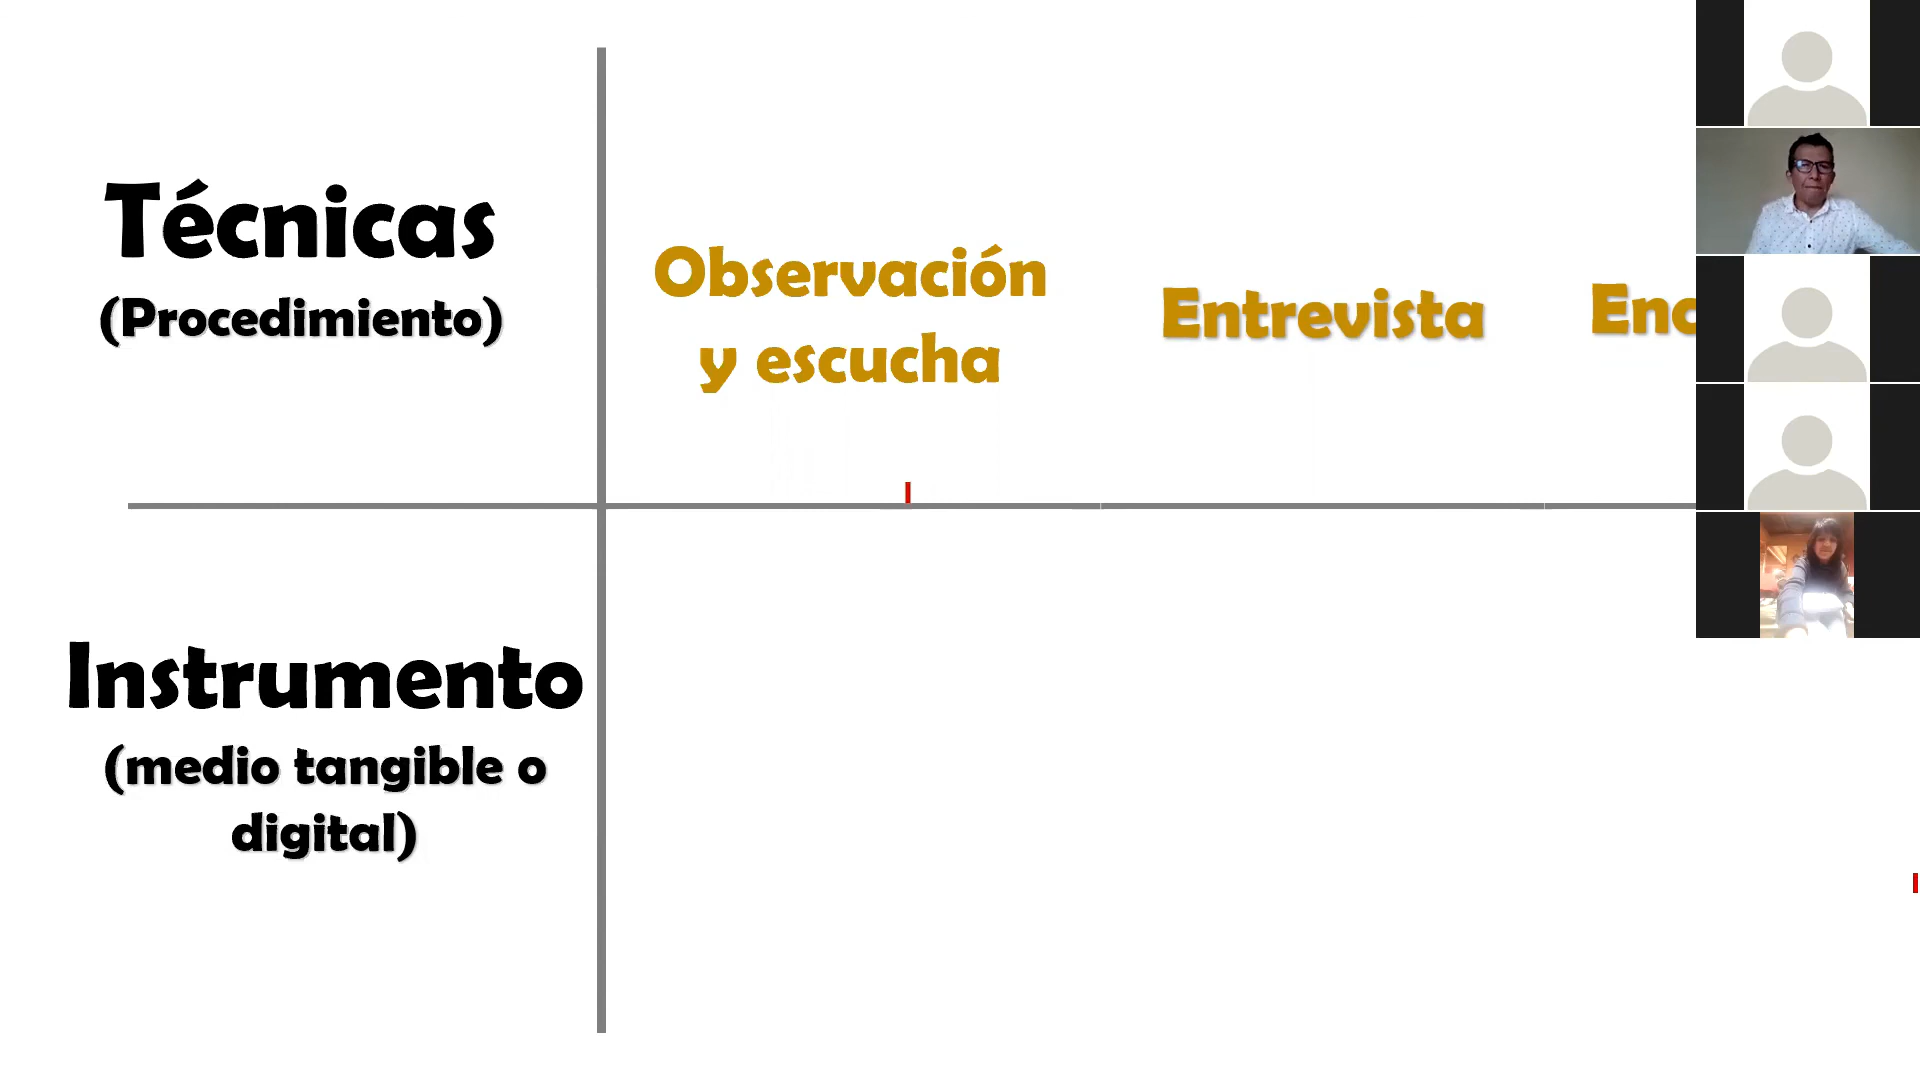 Técnicas
(Procedimiento)
Observación
y escucha
Entrevista
Instrumento
(medio tangible o
digital)